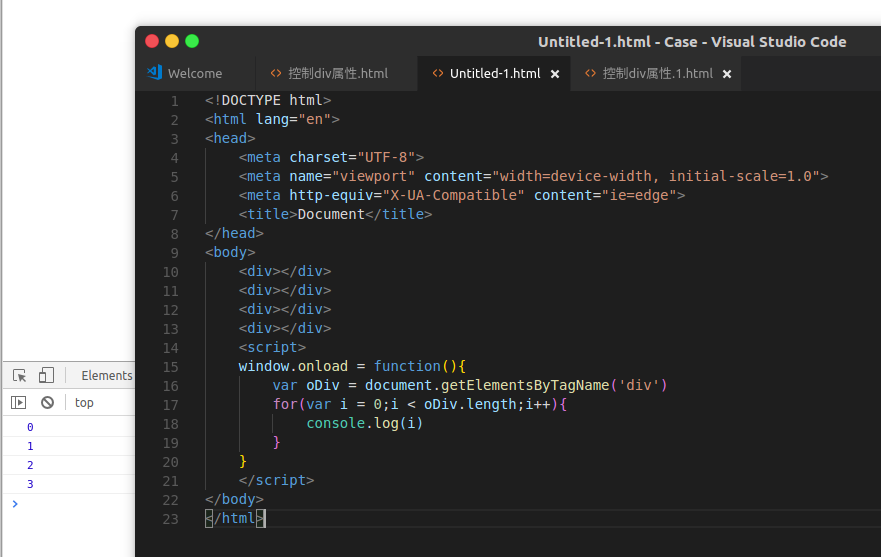 Untitled-1.html - Case - Visual Studio Code
Welcome
<> 控制div属性.html
<> Untitled-1.html ×
<> 控制div属性.1.html ×
1 <!DOCTYPE html>
2 <html lang="en">
3 <head>
4 <meta charset="UTF-8">
5 <meta name="viewport" content="width=device-width, initial-scale=1.0">
6 <meta http-equiv="X-UA-Compatible" content="ie=edge">
7 <title>Document</title>
8 </head>
9 <body>
10 <div></div>
11 <div></div>
12 <div></div>
13 <div></div>
14 <script>
15 window.onload = function(){
16 var oDiv = document.getElementsByTagName('div')
17 for(var i = 0;i < oDiv.length;i++){
18 console.log(i)
19 }
20 }
21 </script>
22 </body>
23 </html>
Elements
top
0
1
2
3
>